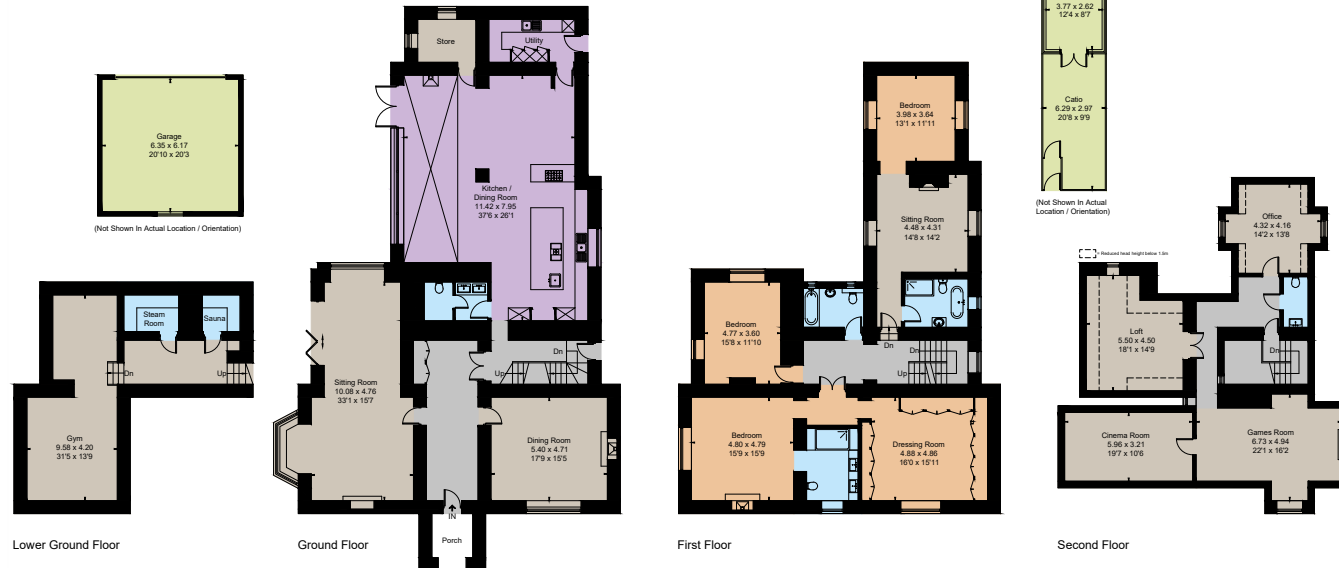 Garage
6.35 x 6.17
20'10 x 20'3
(Not Shown In Actual Location / Orientation)
Steam
Room
Sauna
Dn
Up
Gym
9.58 x 4.20
31'5 x 13'9
Lower Ground Floor
Store
Utility
Kitchen /
Dining Room
11.42 x 7.95
37'6 x 26'1
Sitting Room
10.08 x 4.76
33'1 x 15'7
Dn
Up
Dining Room
5.40 x 4.71
17'9 x 15'5
IN
Porch
Ground Floor
Bedroom
3.98 x 3.64
13'1 x 11'11
Sitting Room
4.48 x 4.31
14'8 x 14'2
Bedroom
4.77 x 3.60
15'8 x 11'10
Dn
Dn
Up
Bedroom
4.80 x 4.79
15'9 x 15'9
Dressing Room
4.88 x 4.86
16'0 x 15'11
First Floor
3.77 x 2.62
12'4 x 8'7
Catio
6.29 x 2.97
20'8 x 9'9
(Not Shown In Actual
Location / Orientation)
= Reduced head height below 1.5m
Office
4.32 x 4.16
14'2 x 13'8
Loft
5.50 x 4.50
18'1 x 14'9
Dn
Cinema Room
5.96 x 3.21
19'7 x 10'6
Games Room
6.73 x 4.94
22'1 x 16'2
Second Floor